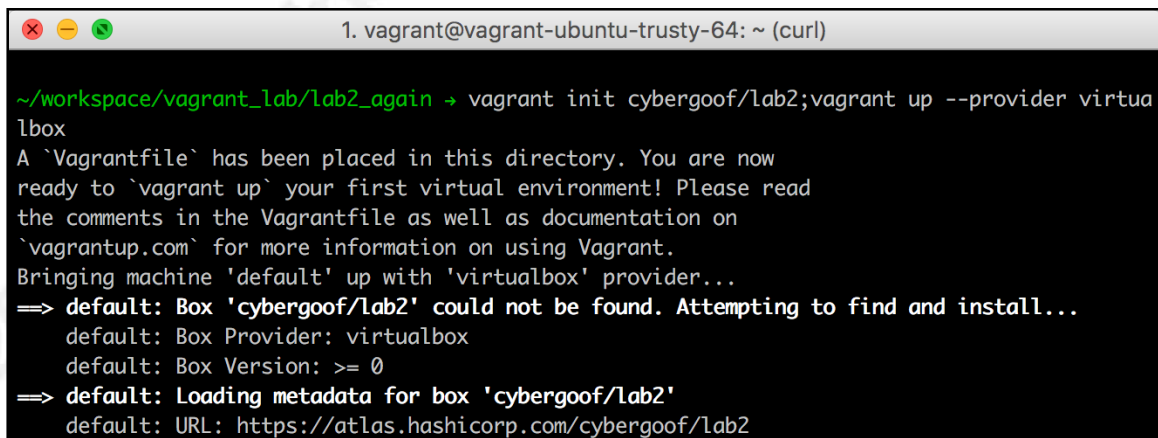 1. vagrant@vagrant-ubuntu-trusty-64: ~ (curl)
~/workspace/vagrant_lab/lab2_again → vagrant init cybergoof/lab2;vagrant up --provider virtua
lbox
A `Vagrantfile` has been placed in this directory. You are now
ready to `vagrant up` your first virtual environment! Please read
the comments in the Vagrantfile as well as documentation on
`vagrantup.com` for more information on using Vagrant.
Bringing machine 'default' up with 'virtualbox' provider...
==> default: Box 'cybergoof/lab2' could not be found. Attempting to find and install...
    default: Box Provider: virtualbox
    default: Box Version: >= 0
==> default: Loading metadata for box 'cybergoof/lab2'
    default: URL: https://atlas.hashicorp.com/cybergoof/lab2